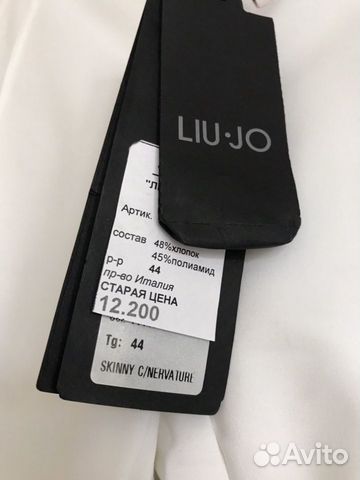 LIU·JO
Артик.
состав 48%хлопок
45%полиамид
р-р 44
пр-во Италия
СТАРАЯ ЦЕНА
12.200
Tg: 44
SKINNY C/NERVATURE
Avito